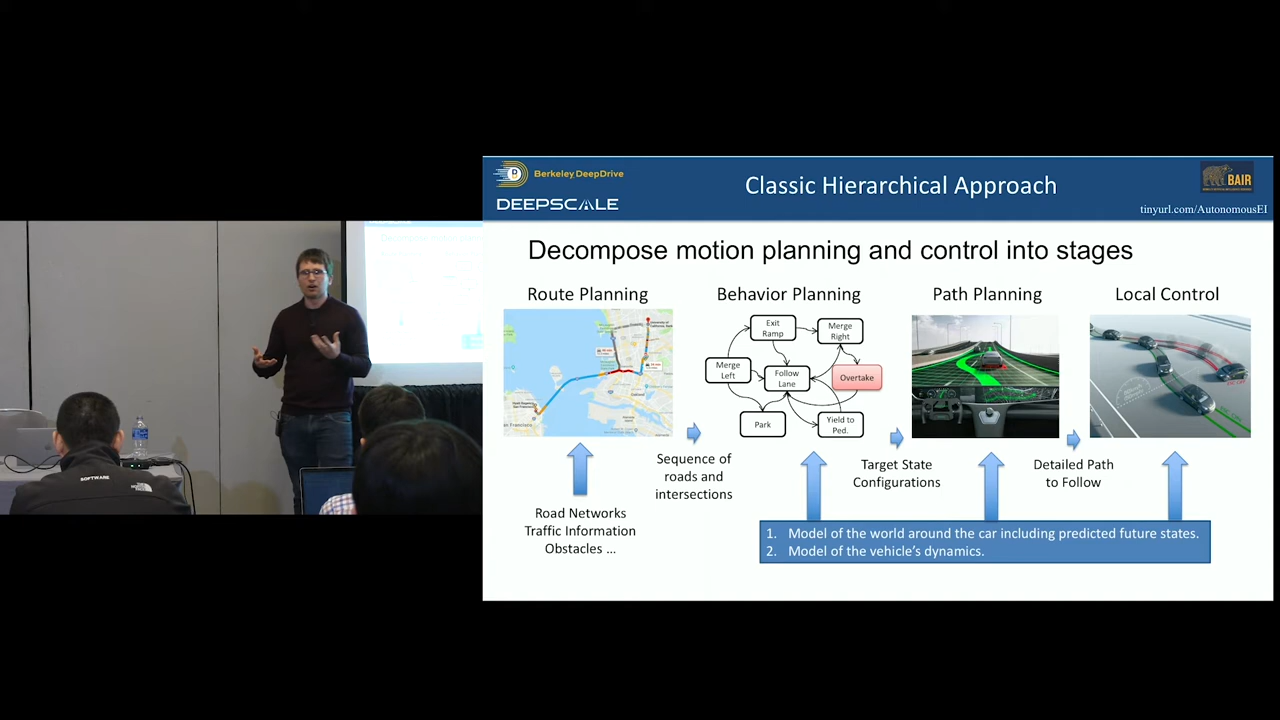 Berkeley DeepDrive
DEEPSCALE
Classic Hierarchical Approach
BAIR
tinyurl.com/AutonomousEI
Decompose motion planning and control into stages
Route Planning
Behavior Planning
Path Planning
Local Control
Exit
Ramp
Merge
Right
Merge
Left
Follow
Lane
Overtake
Park
Yield to
Ped.
Sequence of
roads and
intersections
Target State
Configurations
Detailed Path
to Follow
Road Networks
Traffic Information
Obstacles ...
1. Model of the world around the car including predicted future states.
2. Model of the vehicle's dynamics.
SOFTWARE